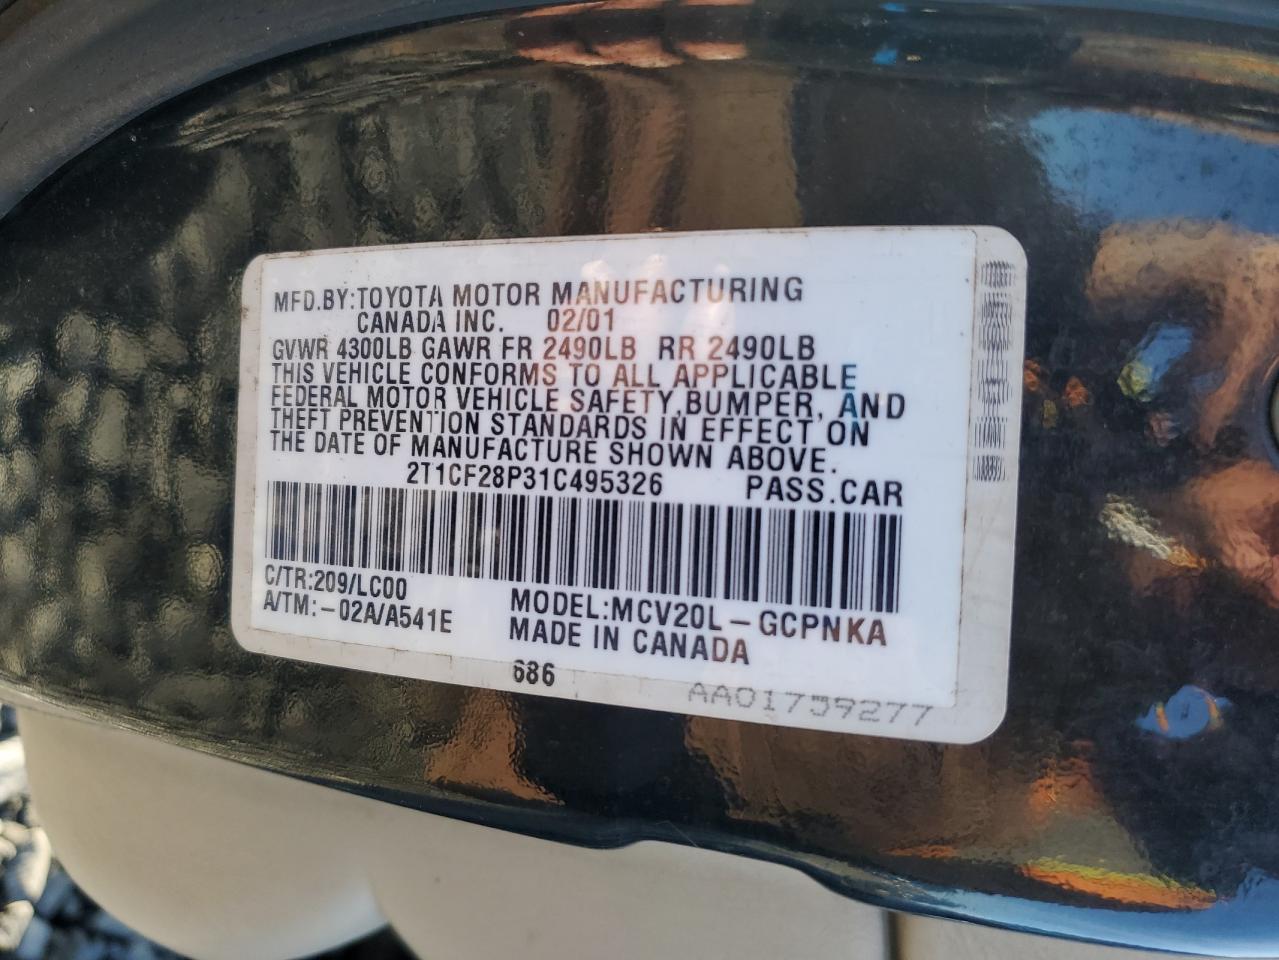 MFD.BY:TOYOTA MOTOR MANUFACTURING
CANADA INC. 02/01
GVWR 4300LB GAWR FR 2490LB RR 2490LB
THIS VEHICLE CONFORMS TO ALL APPLICABLE
FEDERAL MOTOR VEHICLE SAFETY,BUMPER, AND
THEFT PREVENTION STANDARDS IN EFFECT ON
THE DATE OF MANUFACTURE SHOWN ABOVE.
2T1CF28P31C495326 PASS.CAR
C/TR:209/LC00
A/TM:-02A/A541E
MODEL:MCV20L-GCPNKA
MADE IN CANADA
686
AA01759277